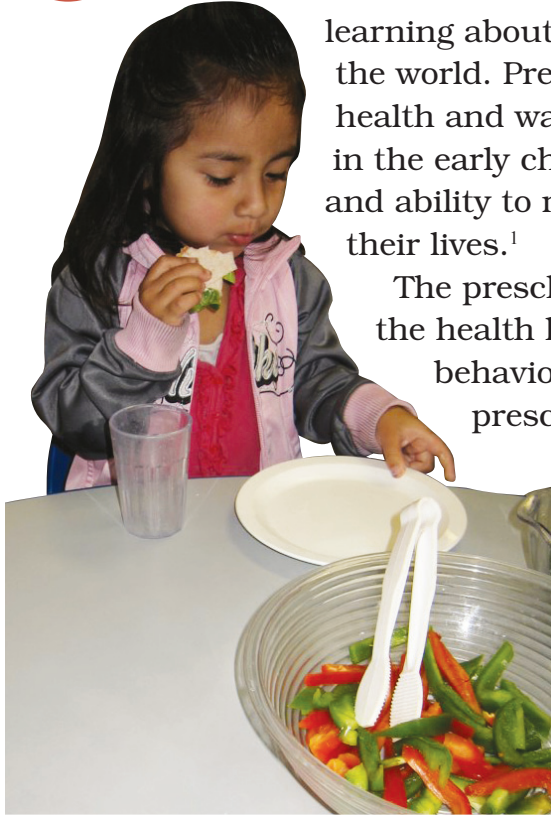 learning about
the world. Pre
health and wa
in the early ch
and ability to
their lives.¹
The presc
the health
behavio
presc